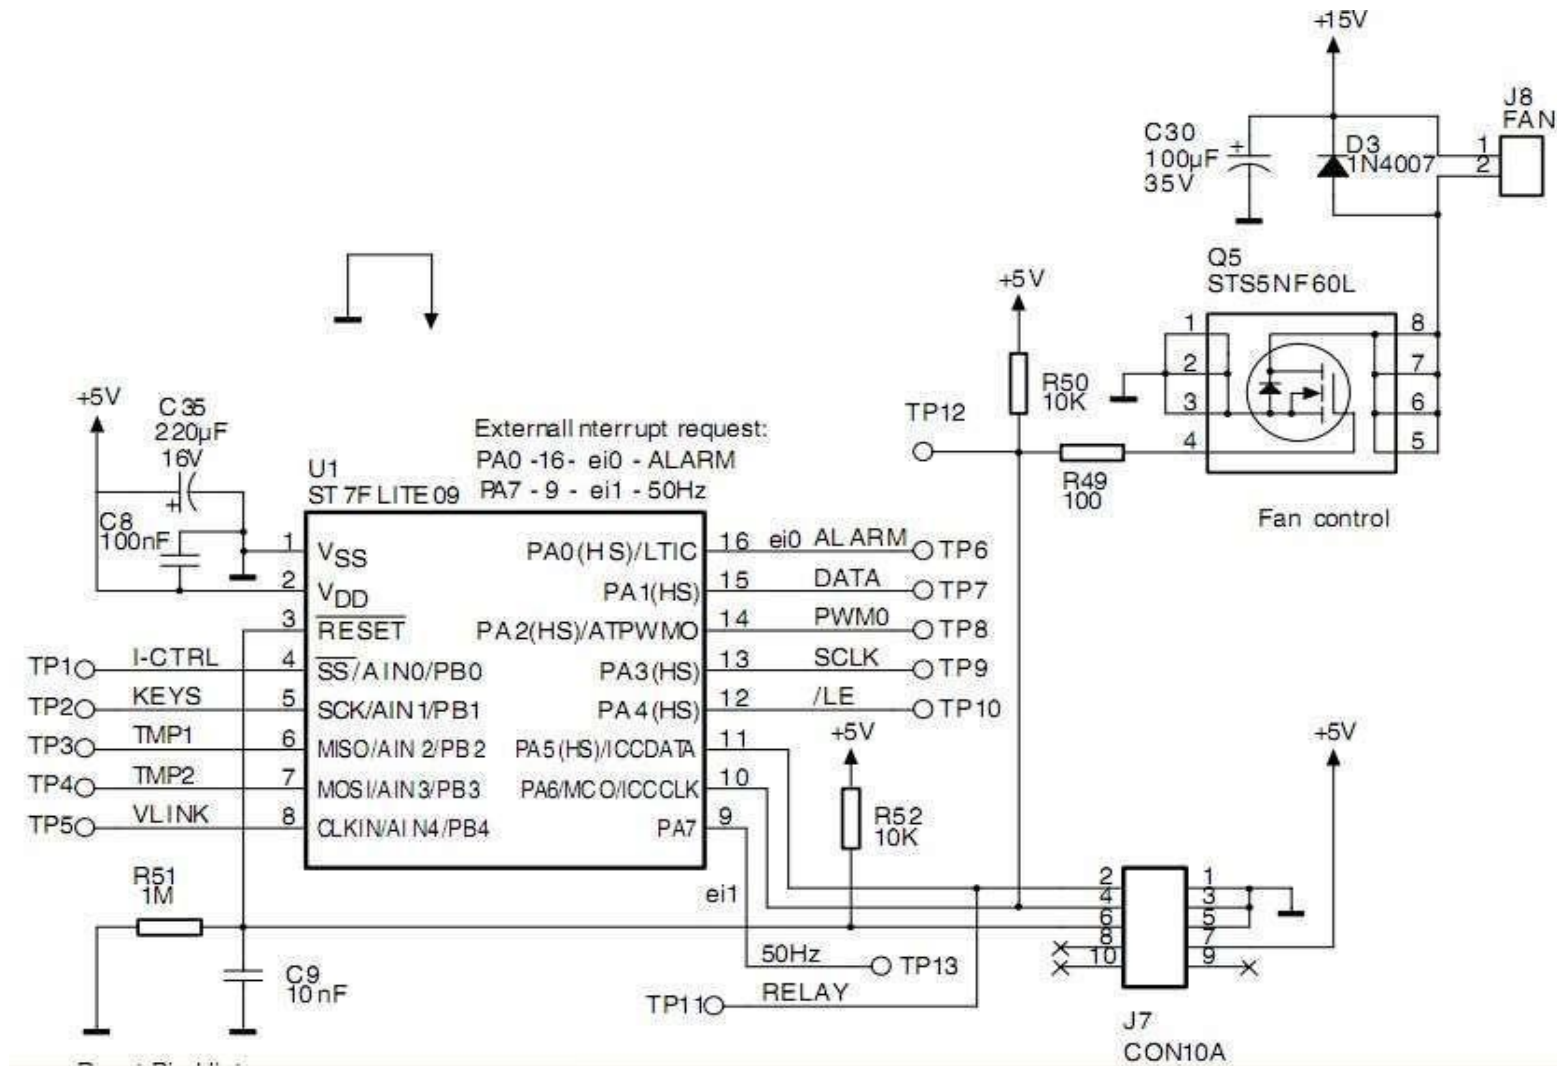 +15V
J8
FAN
C30
100µF
35V
+
D3
1N4007
1
2
Q5
STS5NF60L
+5V
1
2
3
4
8
7
6
5
R50
10K
TP12
R49
100
Fan control
+5V
C35
220µF
16V
+
C8
100nF
External Interrupt request:
PA0 -16- ei0 - ALARM
PA7 - 9 - ei1 - 50Hz
U1
ST7FLITE09
1 VSS
2 VDD
3 RESET
TP1 I-CTRL 4 SS/AIN0/PB0
TP2 KEYS 5 SCK/AIN1/PB1
TP3 TMP1 6 MISO/AIN2/PB2
TP4 TMP2 7 MOSI/AIN3/PB3
TP5 VLINK 8 CLKIN/AIN4/PB4
PA0(HS)/LTIC 16 ei0 ALARM TP6
PA1(HS) 15 DATA TP7
PA2(HS)/ATPWMO 14 PWM0 TP8
PA3(HS) 13 SCLK TP9
PA4(HS) 12 /LE TP10
PA5(HS)/ICCDATA 11
PA6/MCO/ICCCLK 10
PA7 9
+5V
R52
10K
+5V
R51
1M
ei1
C9
10nF
50Hz TP13
TP11 RELAY
2 1
4 3
6 5
8 7
10 9
J7
CON10A